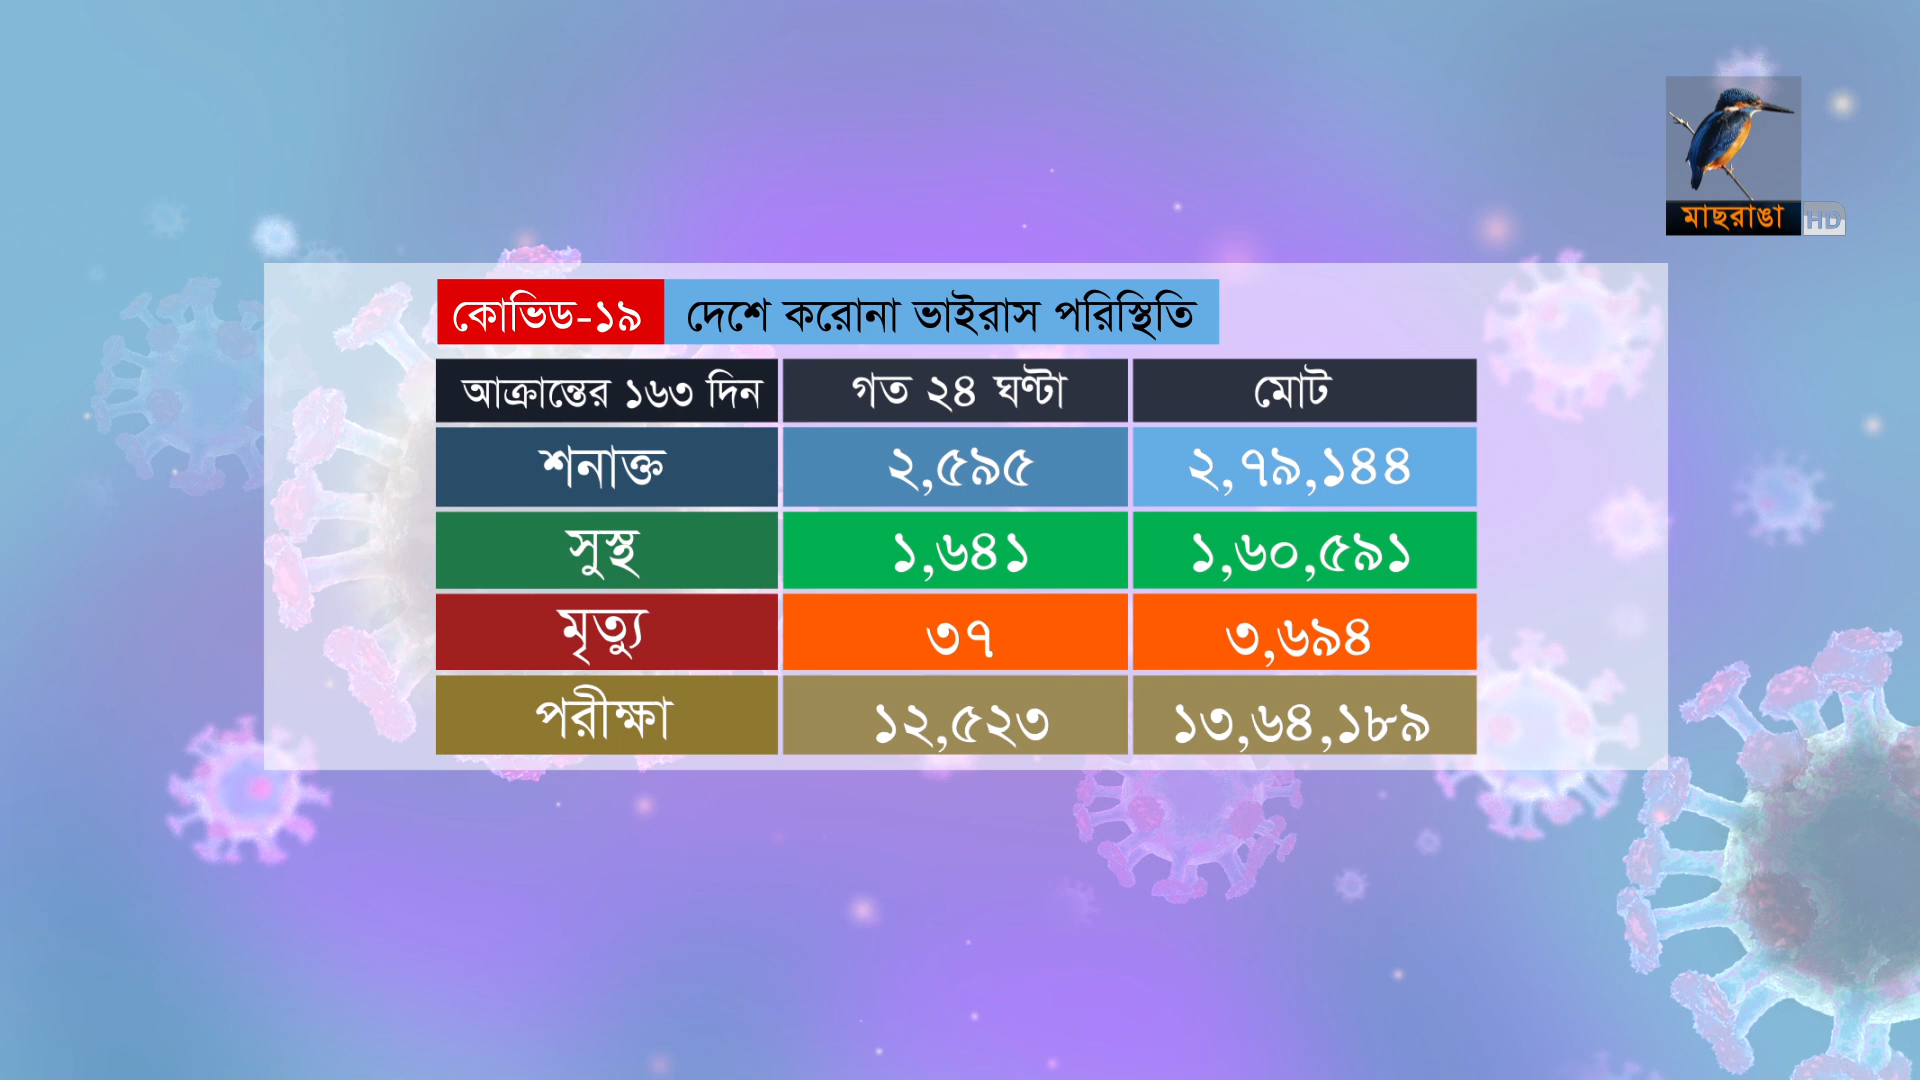 মাছরাঙা HD
কোভিড-১৯ দেশে করোনা ভাইরাস পরিস্থিতি
আক্রান্তের ১৬৩ দিন গত ২৪ ঘণ্টা মোট
শনাক্ত ২,৫৯৫ ২,৭৯,১৪৪
সুস্থ ১,৬৪১ ১,৬০,৫৯১
মৃত্যু ৩৭ ৩,৬৯৪
পরীক্ষা ১২,৫২৩ ১৩,৬৪,১৮৯